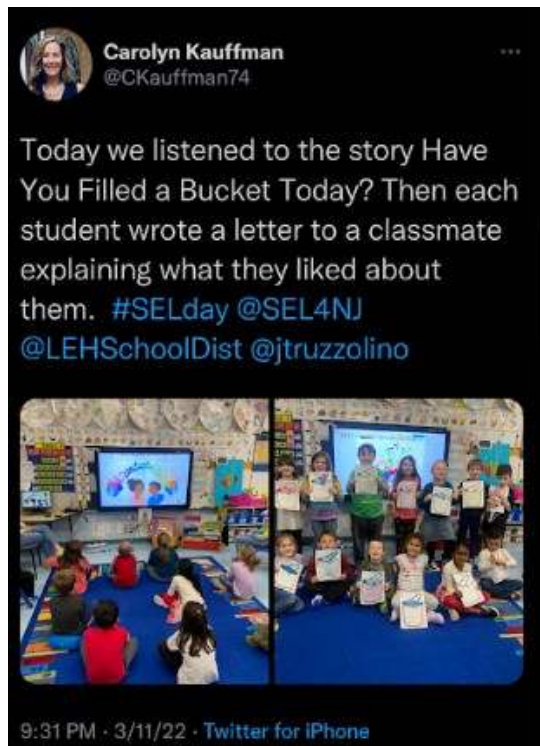 Carolyn Kauffman
@CKauffman74
Today we listened to the story Have
You Filled a Bucket Today? Then each
student wrote a letter to a classmate
explaining what they liked about
them. #SELday @SEL4NJ
@LEHSchoolDist @jtruzzolino
9:31 PM · 3/11/22 · Twitter for iPhone